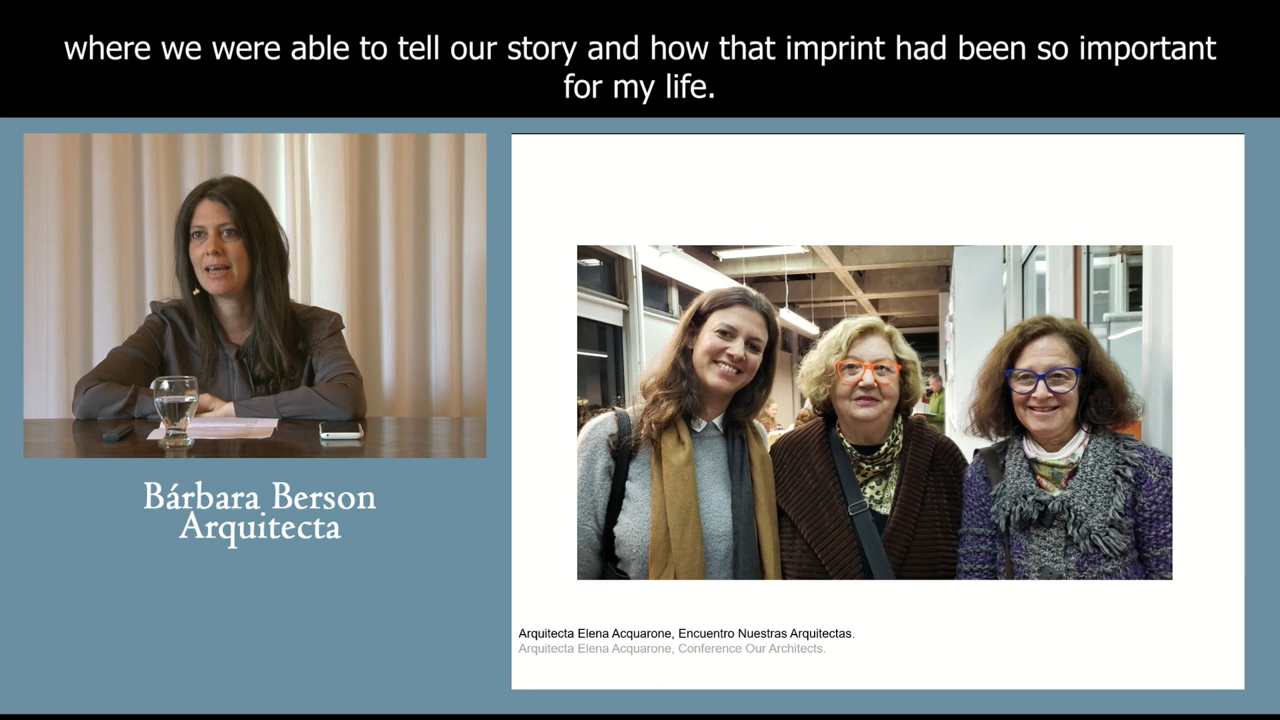 where we were able to tell our story and how that imprint had been so important
for my life.
Bárbara Berson
Arquitecta
Arquitecta Elena Acquarone, Encuentro Nuestras Arquitectas.
Arquitecta Elena Acquarone, Conference Our Architects.